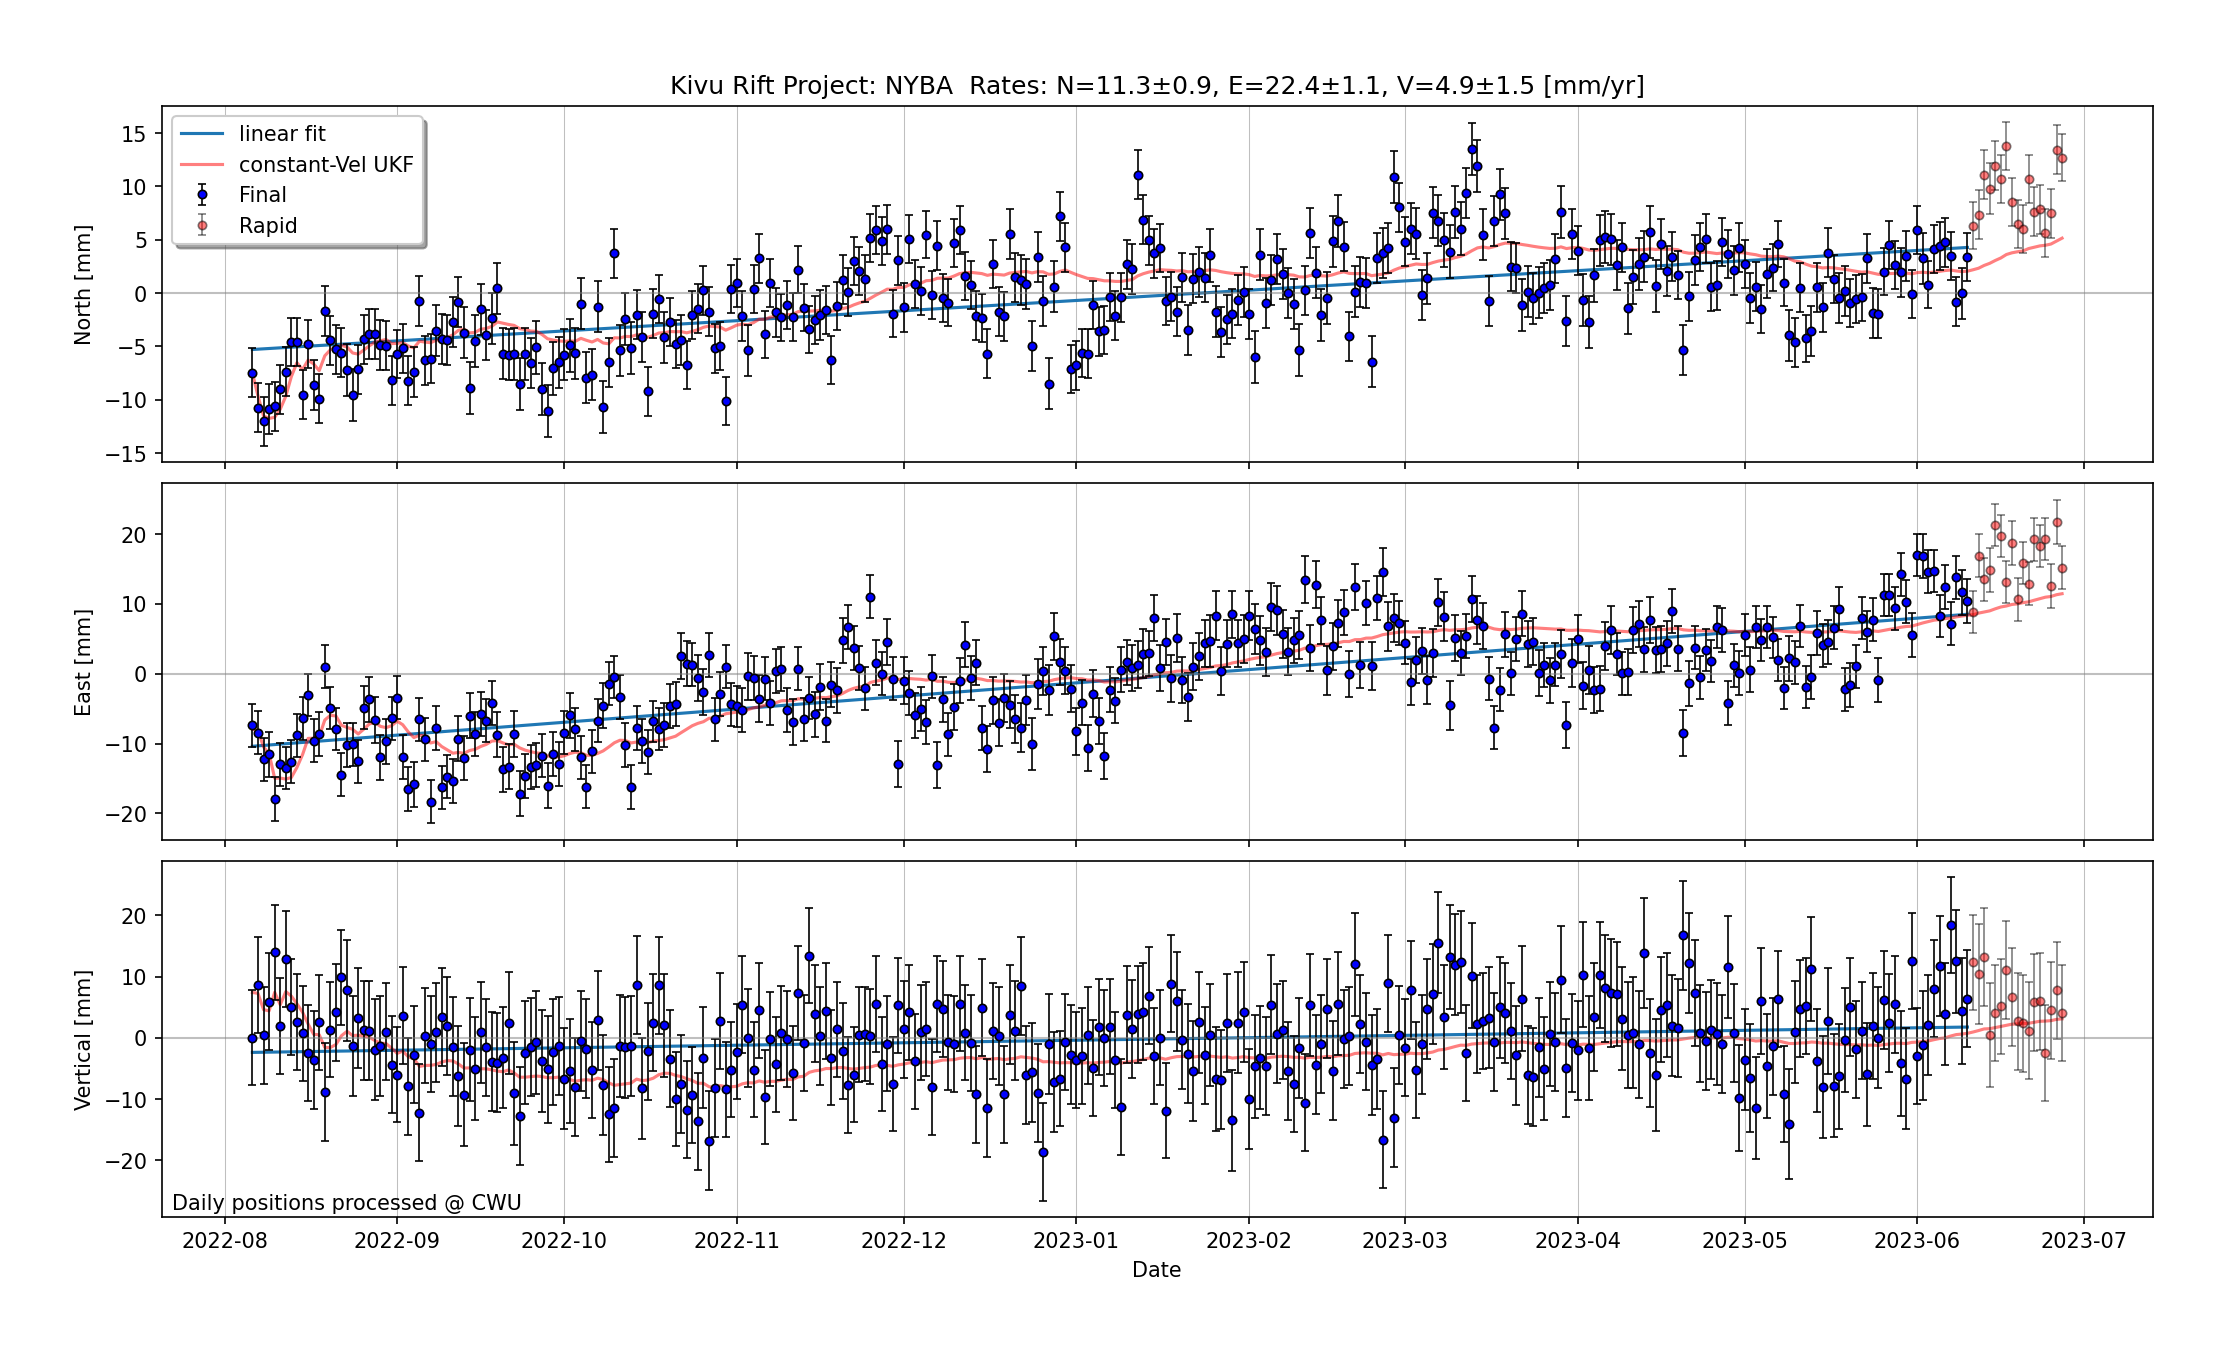 Kivu Rift Project: NYBA  Rates: N=11.3±0.9, E=22.4±1.1, V=4.9±1.5 [mm/yr]
linear fit
constant-Vel UKF
Final
Rapid
North [mm]
15
10
5
0
−5
−10
−15
East [mm]
20
10
0
−10
−20
Vertical [mm]
20
10
0
−10
−20
Daily positions processed @ CWU
2022-08 2022-09 2022-10 2022-11 2022-12 2023-01 2023-02 2023-03 2023-04 2023-05 2023-06 2023-07
Date